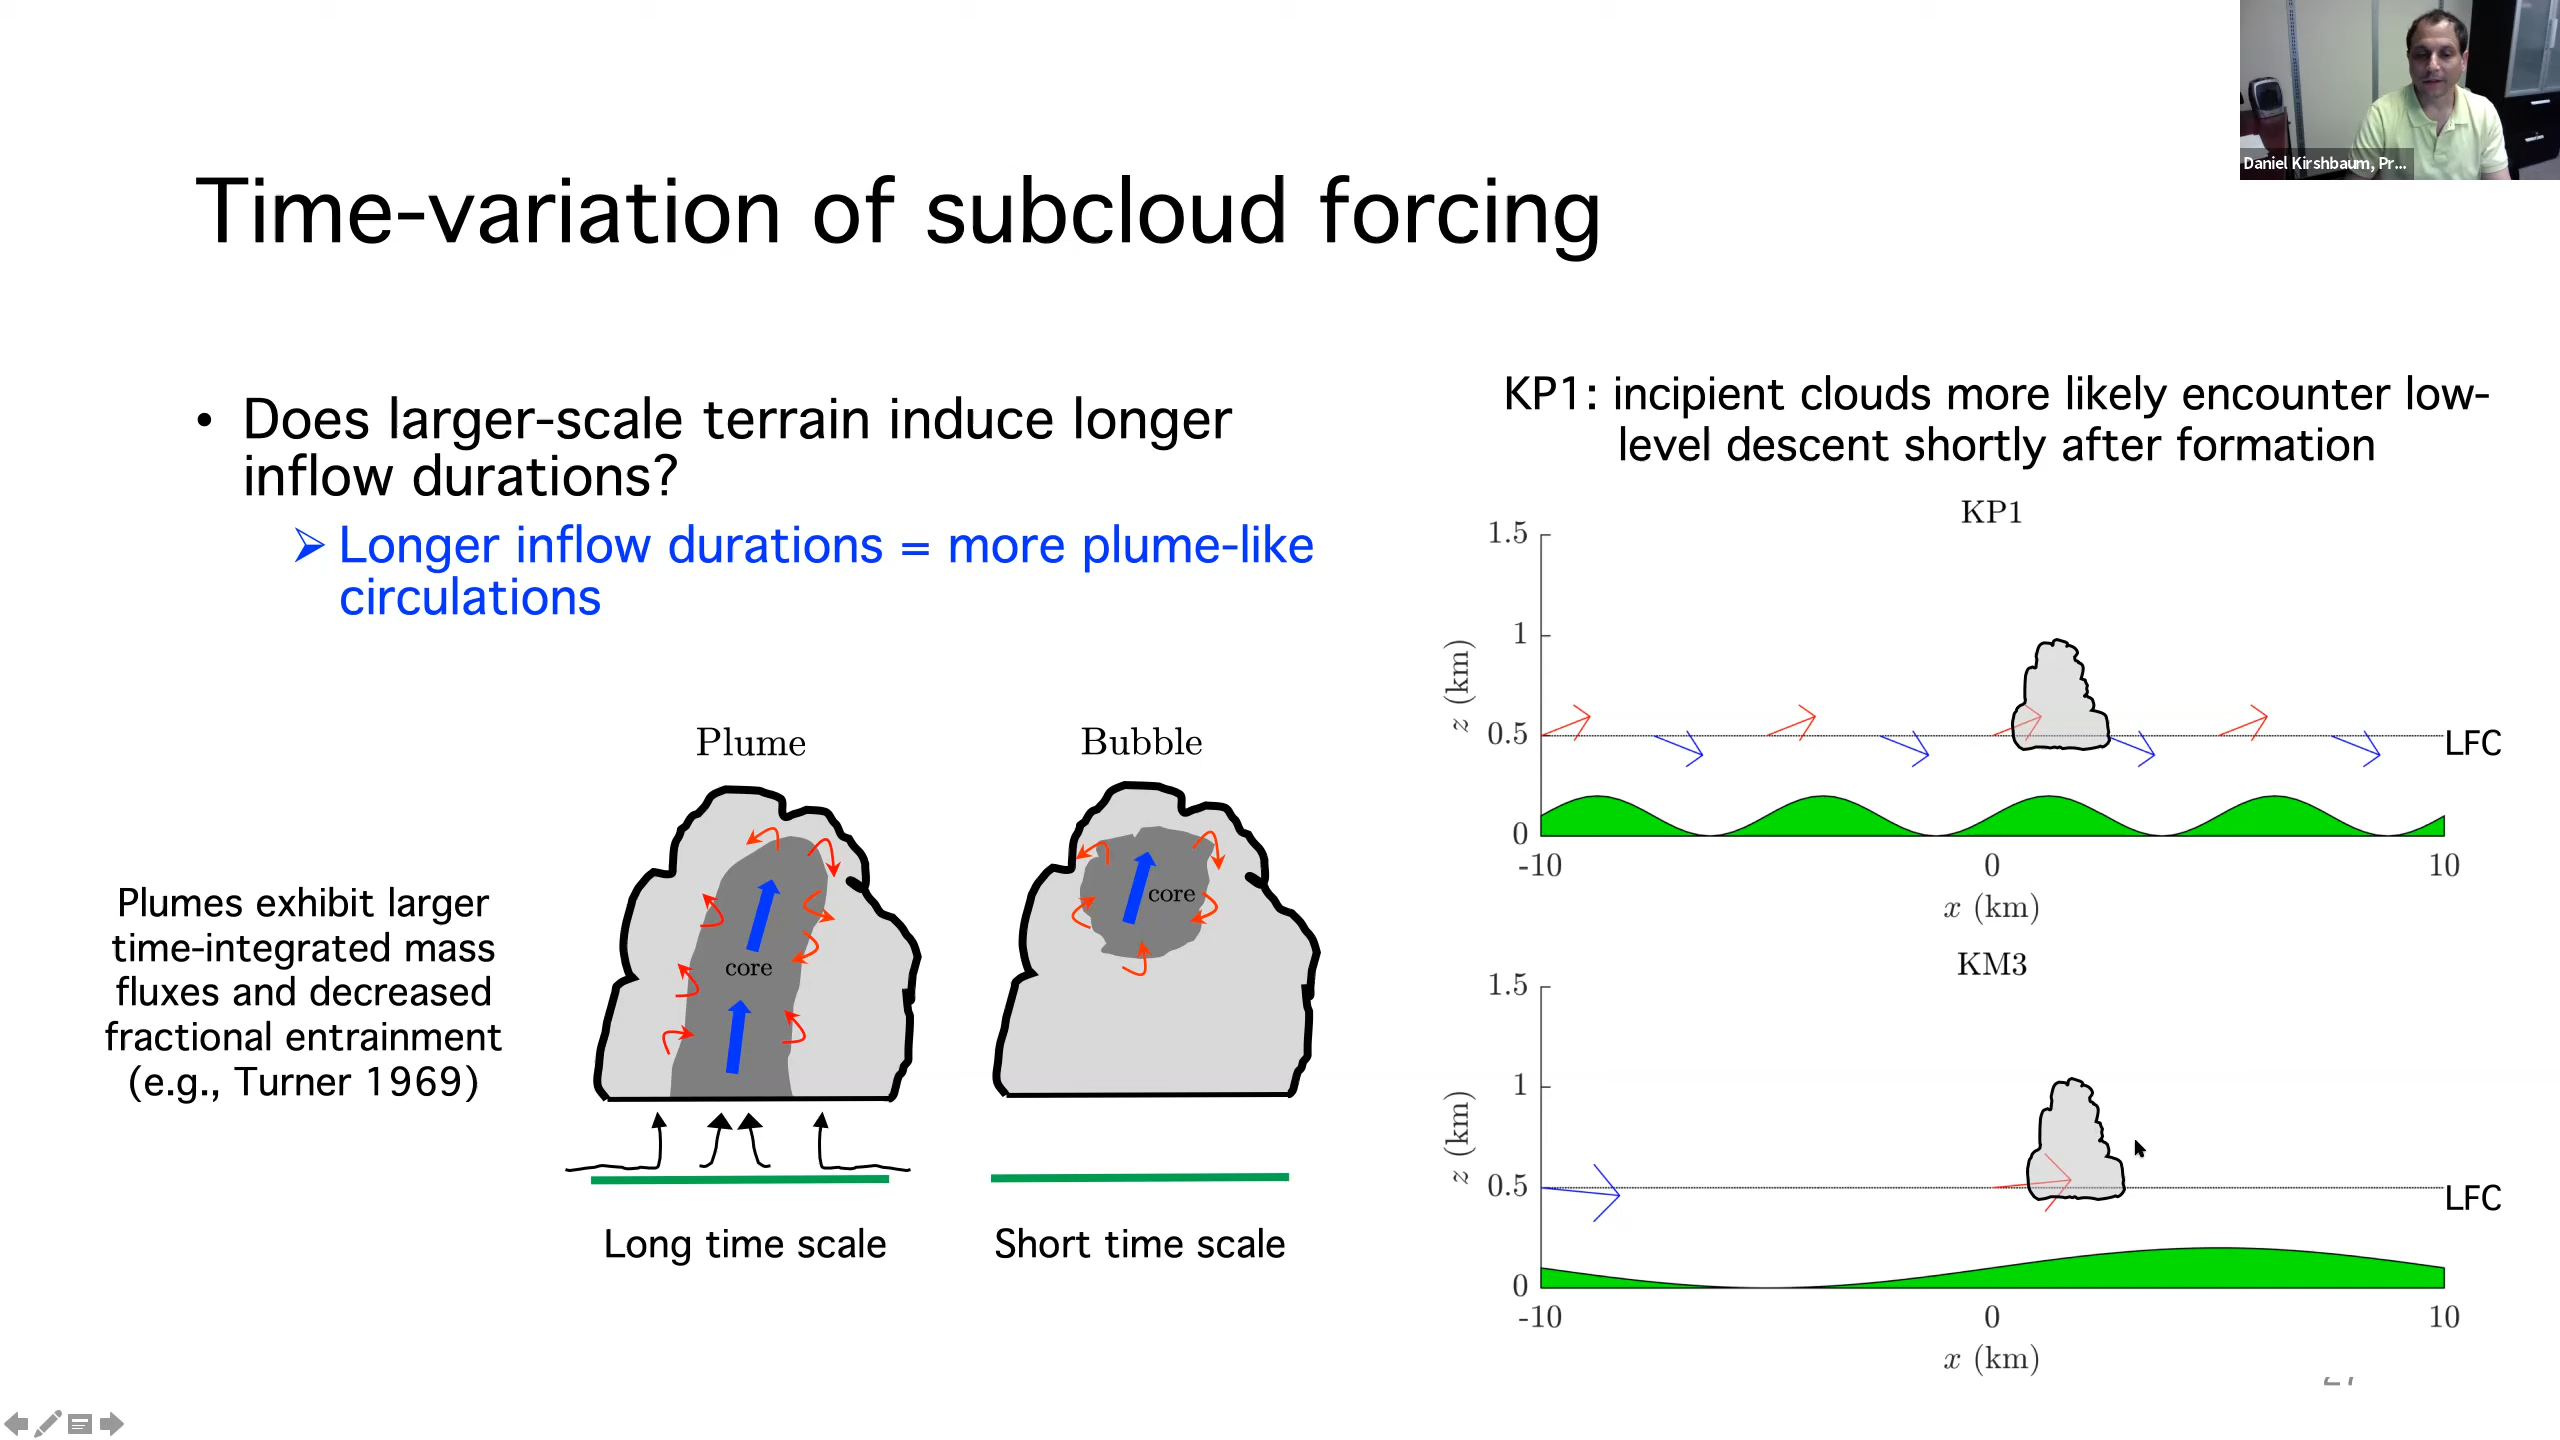 Daniel Kirshbaum, Pr...
Time-variation of subcloud forcing
• Does larger-scale terrain induce longer
inflow durations?
➢ Longer inflow durations = more plume-like
circulations
Plume
Bubble
core
core
Plumes exhibit larger
time-integrated mass
fluxes and decreased
fractional entrainment
(e.g., Turner 1969)
Long time scale
Short time scale
KP1: incipient clouds more likely encounter low-
level descent shortly after formation
KP1
1.5
1
0.5
0
z (km)
LFC
-10
0
10
x (km)
KM3
1.5
1
0.5
0
z (km)
LFC
-10
0
10
x (km)